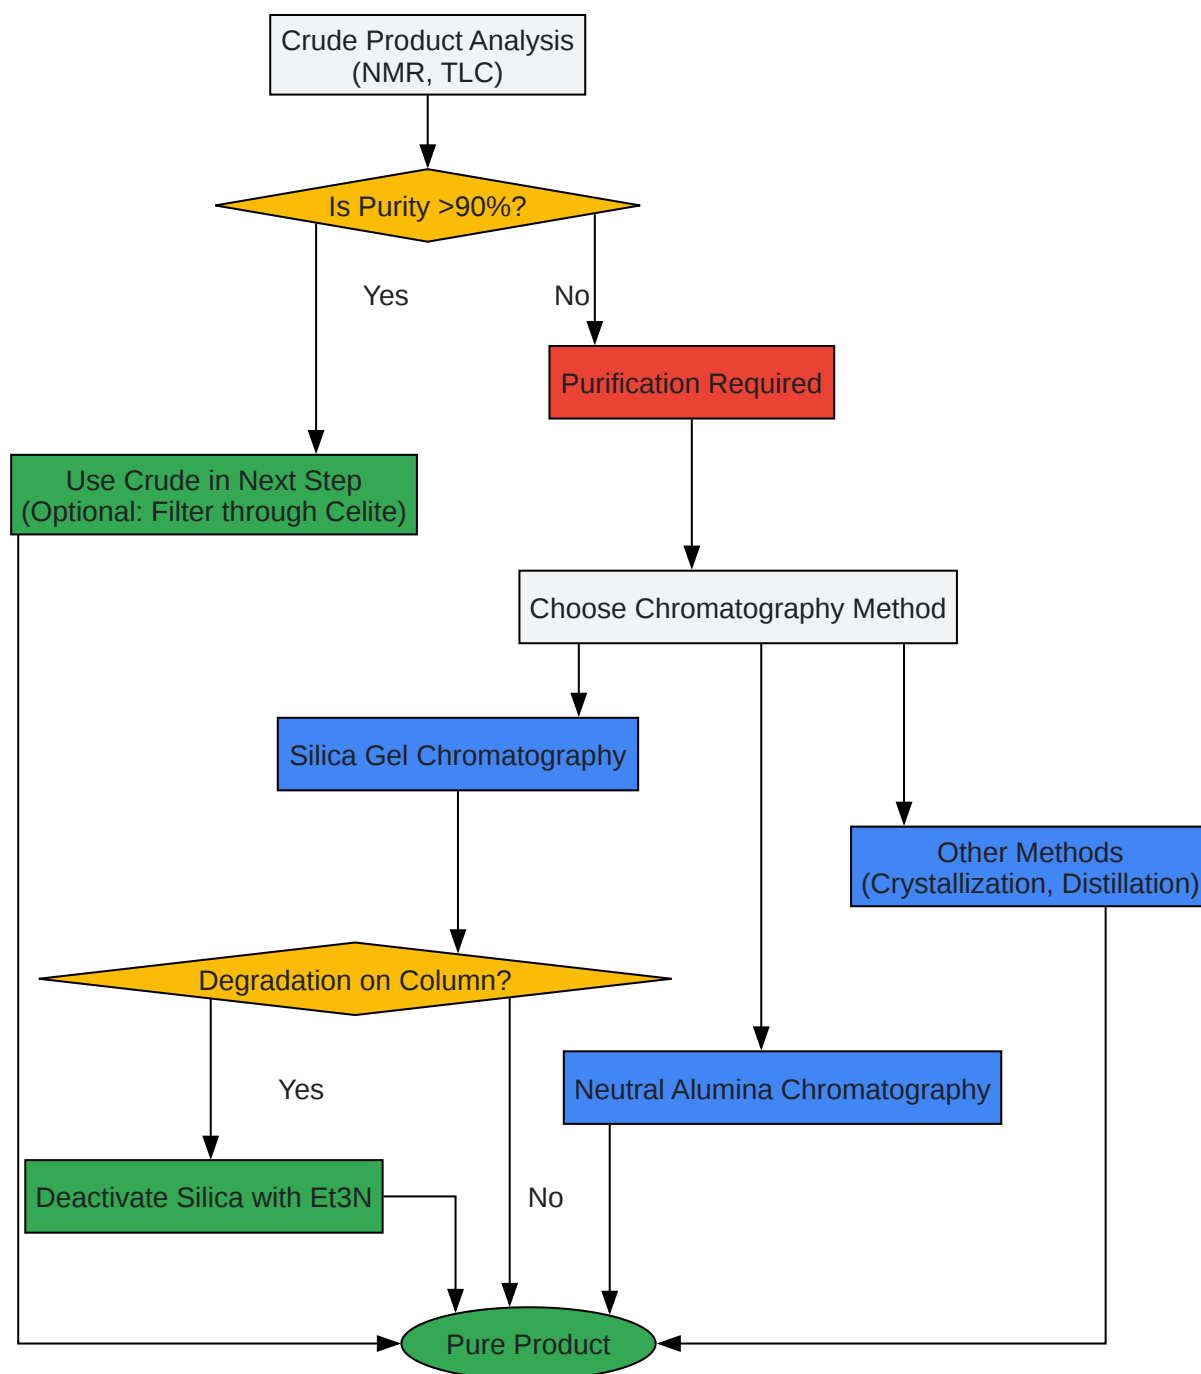 Crude Product Analysis
(NMR, TLC)
Is Purity >90%?
Yes
No
Purification Required
Use Crude in Next Step
(Optional: Filter through Celite)
Choose Chromatography Method
Silica Gel Chromatography
Other Methods
(Crystallization, Distillation)
Degradation on Column?
Yes
Neutral Alumina Chromatography
Deactivate Silica with Et3N
No
Pure Product